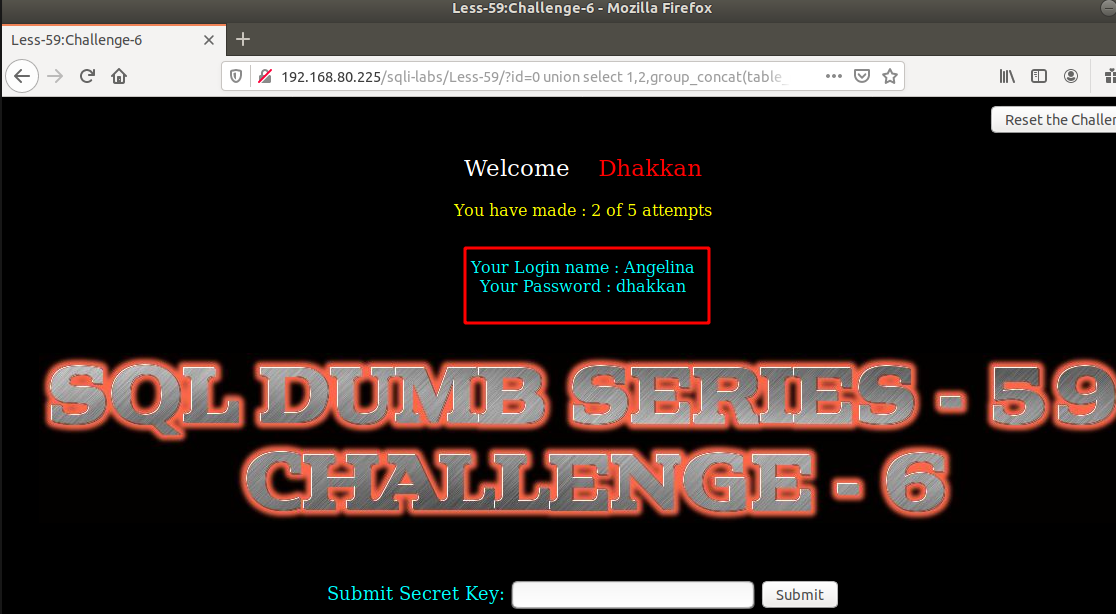 Less-59:Challenge-6 - Mozilla Firefox
Less-59:Challenge-6
192.168.80.225/sqli-labs/Less-59/?id=0 union select 1,2,group_concat(table_
Reset the Challen
Welcome Dhakkan
You have made : 2 of 5 attempts
Your Login name : Angelina
Your Password : dhakkan
SQL DUMB SERIES - 59
CHALLENGE - 6
Submit Secret Key: Submit